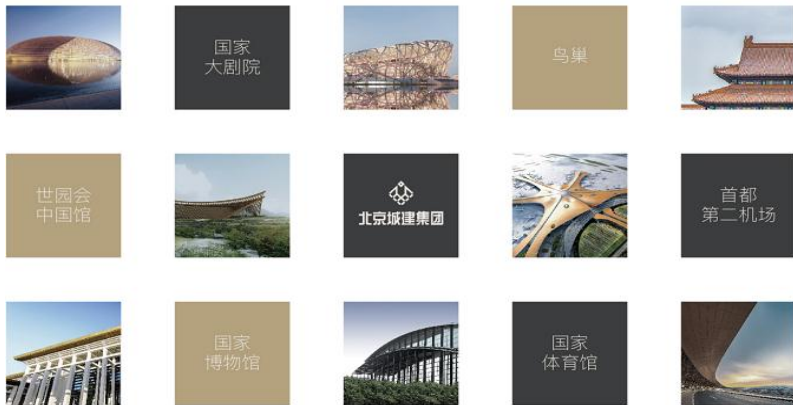 国家
大剧院
鸟巢
世园会
中国馆
北京城建集团
首都
第二机场
国家
博物馆
国家
体育馆